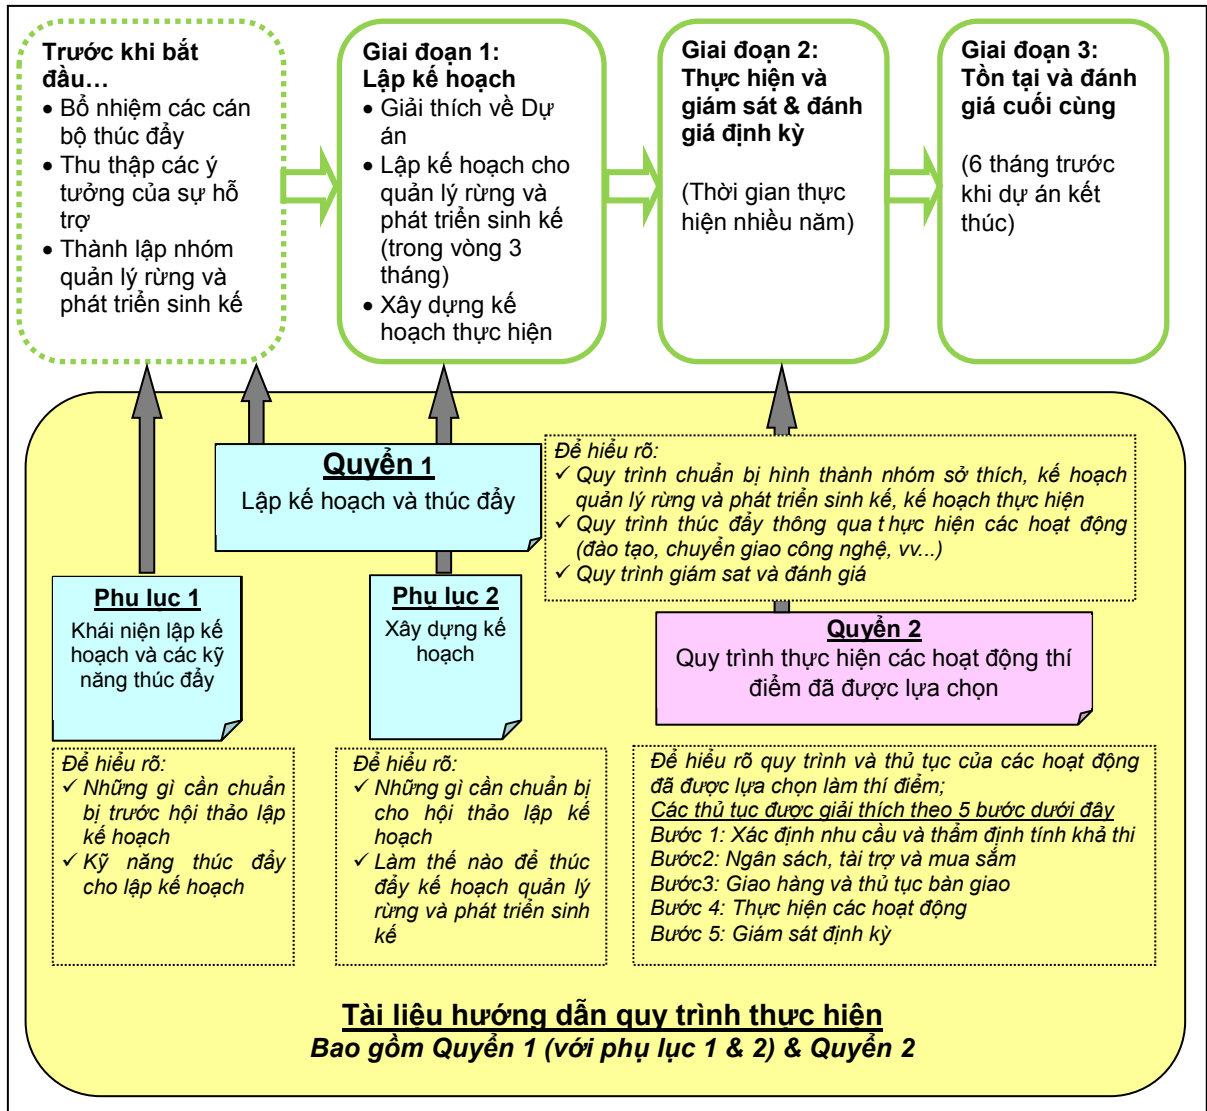 Trước khi bắt
đầu…
• Bổ nhiệm các cán
bộ thúc đẩy
• Thu thập các ý
tưởng của sự hỗ
trợ
• Thành lập nhóm
quản lý rừng và
phát triển sinh kế
Giai đoạn 1:
Lập kế hoạch
• Giải thích về Dự
án
• Lập kế hoạch cho
quản lý rừng và
phát triển sinh kế
(trong vòng 3
tháng)
• Xây dựng kế
hoạch thực hiện
Giai đoạn 2:
Thực hiện và
giám sát & đánh
giá định kỳ
(Thời gian thực
hiện nhiều năm)
Giai đoạn 3:
Tồn tại và đánh
giá cuối cùng
(6 tháng trước
khi dự án kết
thúc)
Quyển 1
Lập kế hoạch và thúc đẩy
Để hiểu rõ:
✓ Quy trình chuẩn bị hình thành nhóm sở thích, kế hoạch
quản lý rừng và phát triển sinh kế, kế hoạch thực hiện
✓ Quy trình thúc đẩy thông qua thực hiện các hoạt động
(đào tạo, chuyển giao công nghệ, vv...)
✓ Quy trình giám sat và đánh giá
Phụ lục 1
Khái niện lập kế
hoạch và các kỹ
năng thúc đẩy
Phụ lục 2
Xây dựng kế
hoạch
Quyển 2
Quy trình thực hiện các hoạt động thí
điểm đã được lựa chọn
Để hiểu rõ:
✓ Những gì cần chuẩn
bị trước hội thảo lập
kế hoạch
✓ Kỹ năng thúc đẩy
cho lập kế hoạch
Để hiểu rõ:
✓ Những gì cần chuẩn bị
cho hội thảo lập kế
hoạch
✓ Làm thế nào để thúc
đẩy kế hoạch quản lý
rừng và phát triển sinh
kế
Để hiểu rõ quy trình và thủ tục của các hoạt động
đã được lựa chọn làm thí điểm;
Các thủ tục được giải thích theo 5 bước dưới đây
Bước 1: Xác định nhu cầu và thẩm định tính khả thi
Bước2: Ngân sách, tài trợ và mua sắm
Bước3: Giao hàng và thủ tục bàn giao
Bước 4: Thực hiện các hoạt động
Bước 5: Giám sát định kỳ
Tài liệu hướng dẫn quy trình thực hiện
Bao gồm Quyển 1 (với phụ lục 1 & 2) & Quyển 2